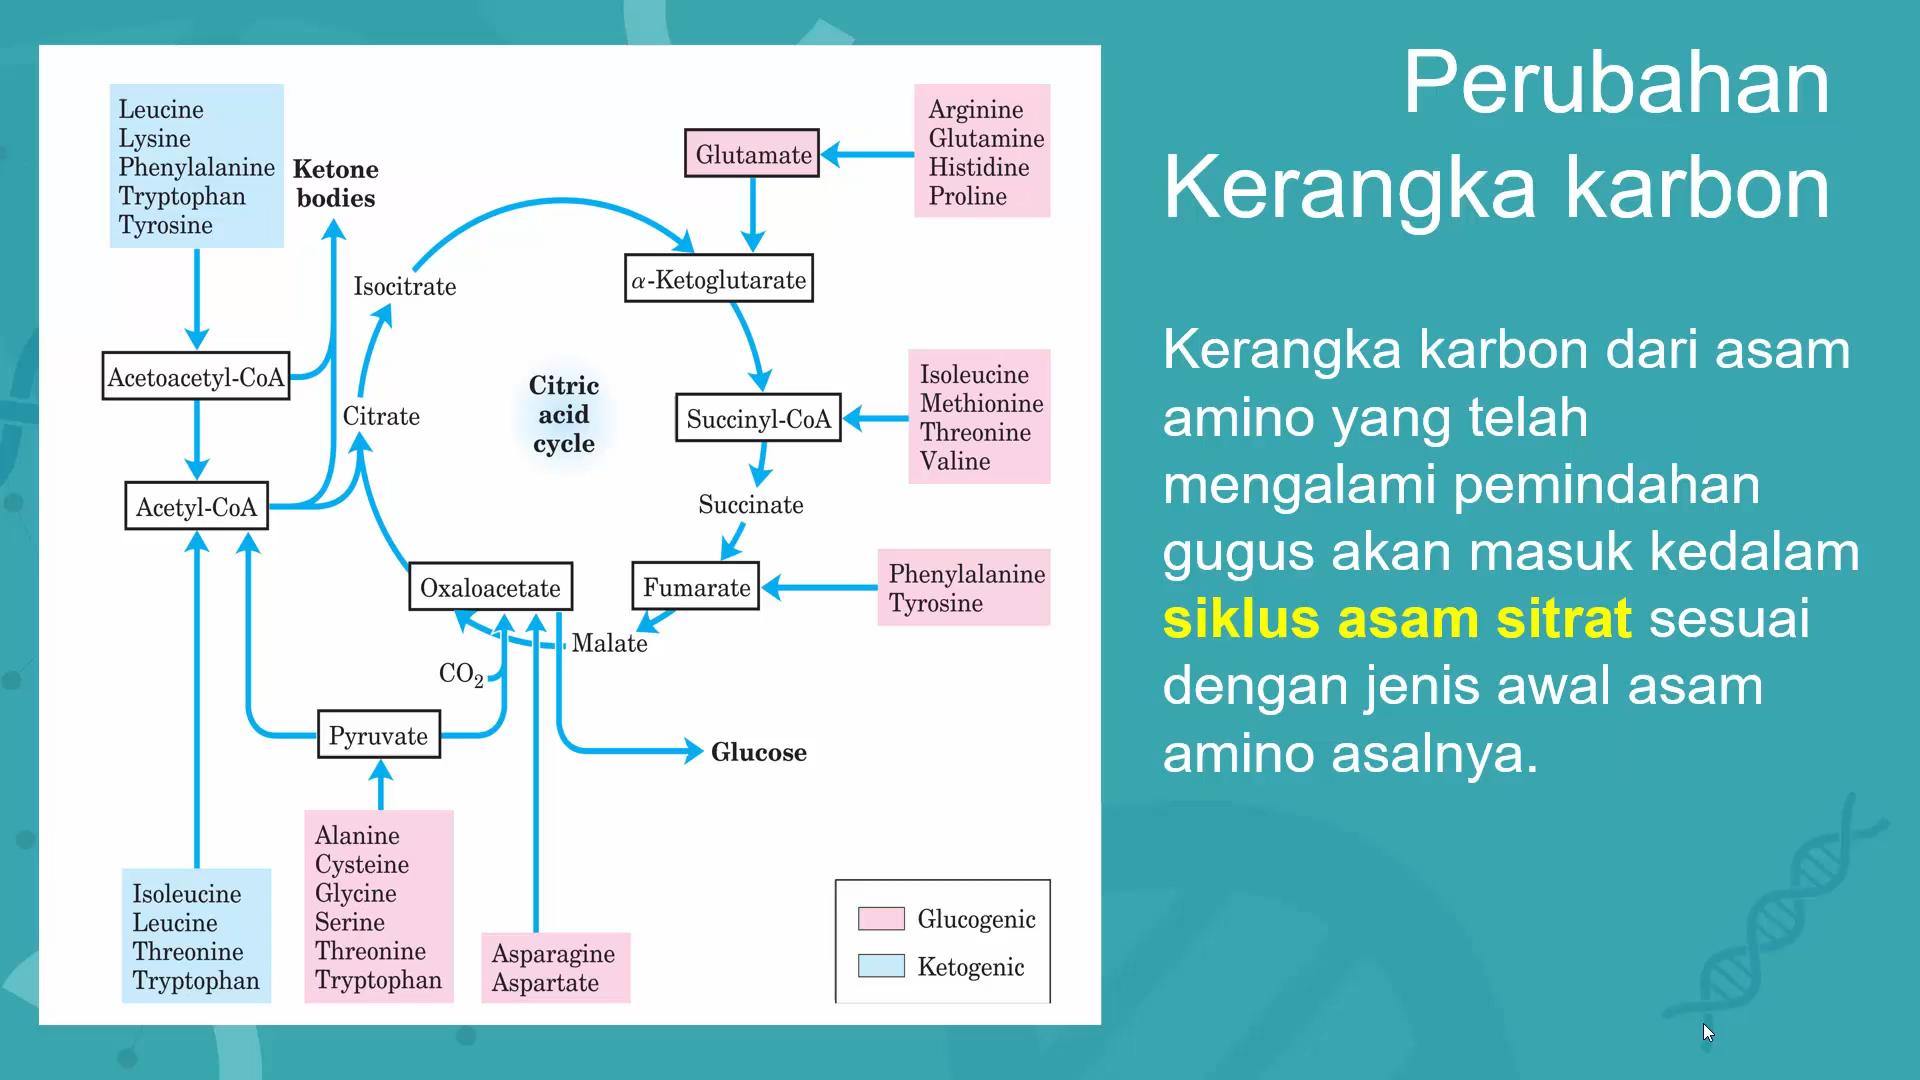 Perubahan
Kerangka karbon
Kerangka karbon dari asam
amino yang telah
mengalami pemindahan
gugus akan masuk kedalam
siklus asam sitrat sesuai
dengan jenis awal asam
amino asalnya.
Leucine
Lysine
Phenylalanine
Tryptophan
Tyrosine
Ketone
bodies
Glutamate
Arginine
Glutamine
Histidine
Proline
Isocitrate
α-Ketoglutarate
Acetoacetyl-CoA
Citrate
Citric
acid
cycle
Succinyl-CoA
Isoleucine
Methionine
Threonine
Valine
Acetyl-CoA
Succinate
Oxaloacetate
Fumarate
Phenylalanine
Tyrosine
Malate
CO₂
Pyruvate
Glucose
Alanine
Cysteine
Glycine
Serine
Threonine
Tryptophan
Isoleucine
Leucine
Threonine
Tryptophan
Asparagine
Aspartate
Glucogenic
Ketogenic